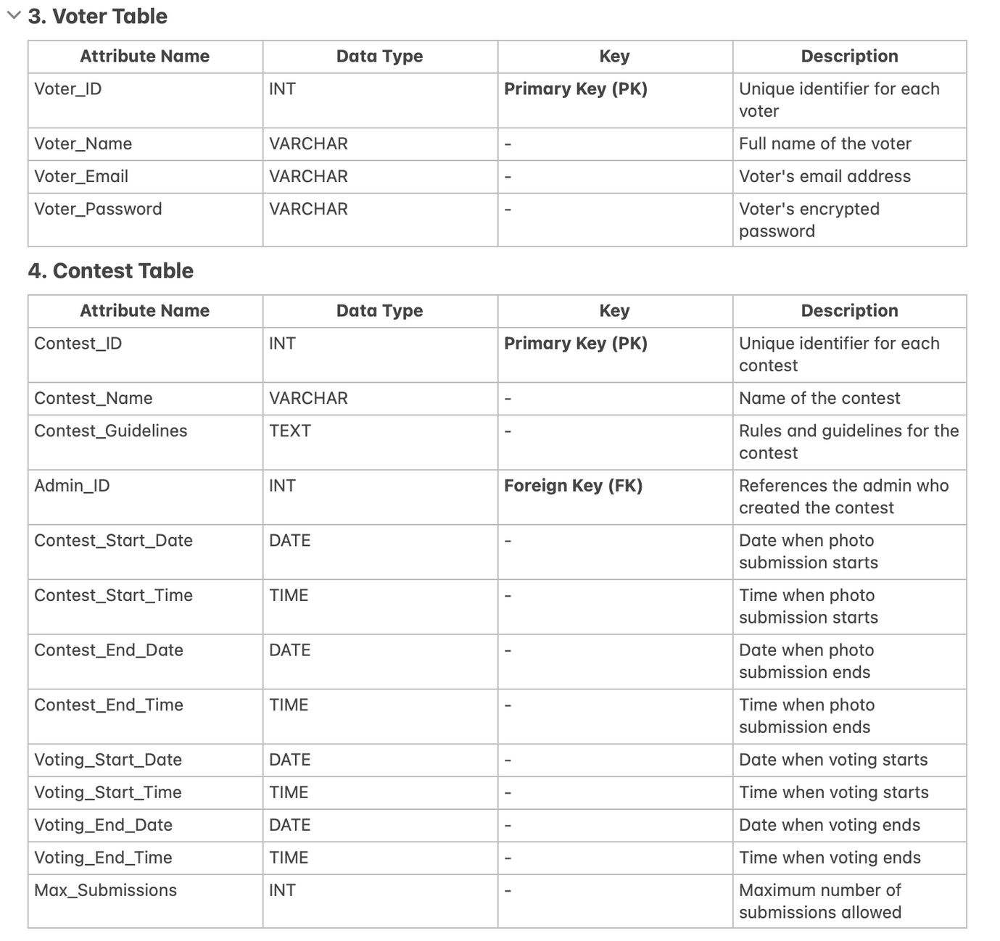 3. Voter Table
Attribute Name Data Type Key Description
Voter_ID INT Primary Key (PK) Unique identifier for each
voter
Voter_Name VARCHAR - Full name of the voter
Voter_Email VARCHAR - Voter's email address
Voter_Password VARCHAR - Voter's encrypted
password
4. Contest Table
Attribute Name Data Type Key Description
Contest_ID INT Primary Key (PK) Unique identifier for each
contest
Contest_Name VARCHAR - Name of the contest
Contest_Guidelines TEXT - Rules and guidelines for the
contest
Admin_ID INT Foreign Key (FK) References the admin who
created the contest
Contest_Start_Date DATE - Date when photo
submission starts
Contest_Start_Time TIME - Time when photo
submission starts
Contest_End_Date DATE - Date when photo
submission ends
Contest_End_Time TIME - Time when photo
submission ends
Voting_Start_Date DATE - Date when voting starts
Voting_Start_Time TIME - Time when voting starts
Voting_End_Date DATE - Date when voting ends
Voting_End_Time TIME - Time when voting ends
Max_Submissions INT - Maximum number of
submissions allowed